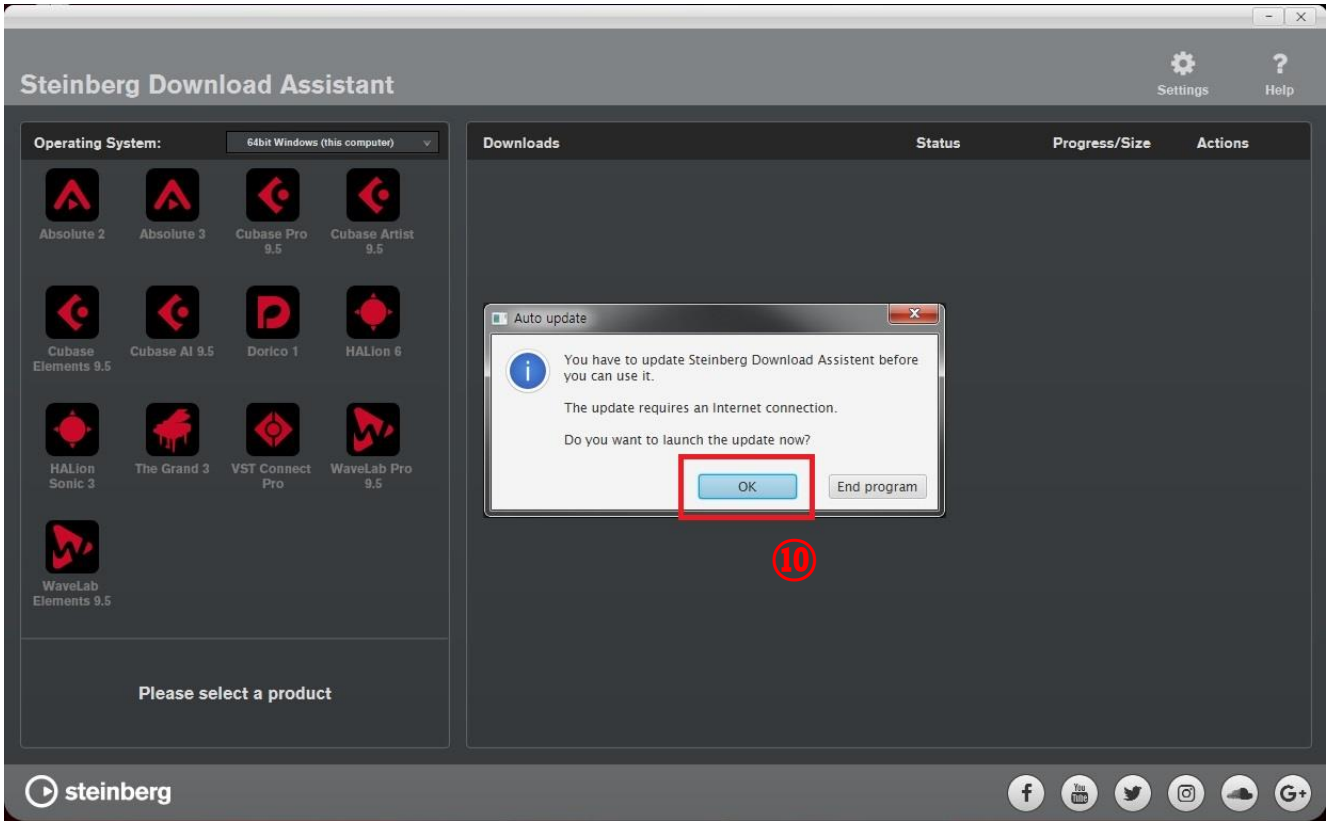 Steinberg Download Assistant
Settings
Help
Operating System:
64bit Windows (this computer)
Downloads
Status
Progress/Size
Actions
Absolute 2
Absolute 3
Cubase Pro
9.5
Cubase Artist
9.5
Cubase
Elements 9.5
Cubase AI 9.5
Dorico 1
HALion 6
HALion
Sonic 3
The Grand 3
VST Connect
Pro
WaveLab Pro
9.5
WaveLab
Elements 9.5
Please select a product
Auto update
You have to update Steinberg Download Assistent before
you can use it.
The update requires an Internet connection.
Do you want to launch the update now?
OK
End program
⑩
steinberg
f
You
Tube
G+